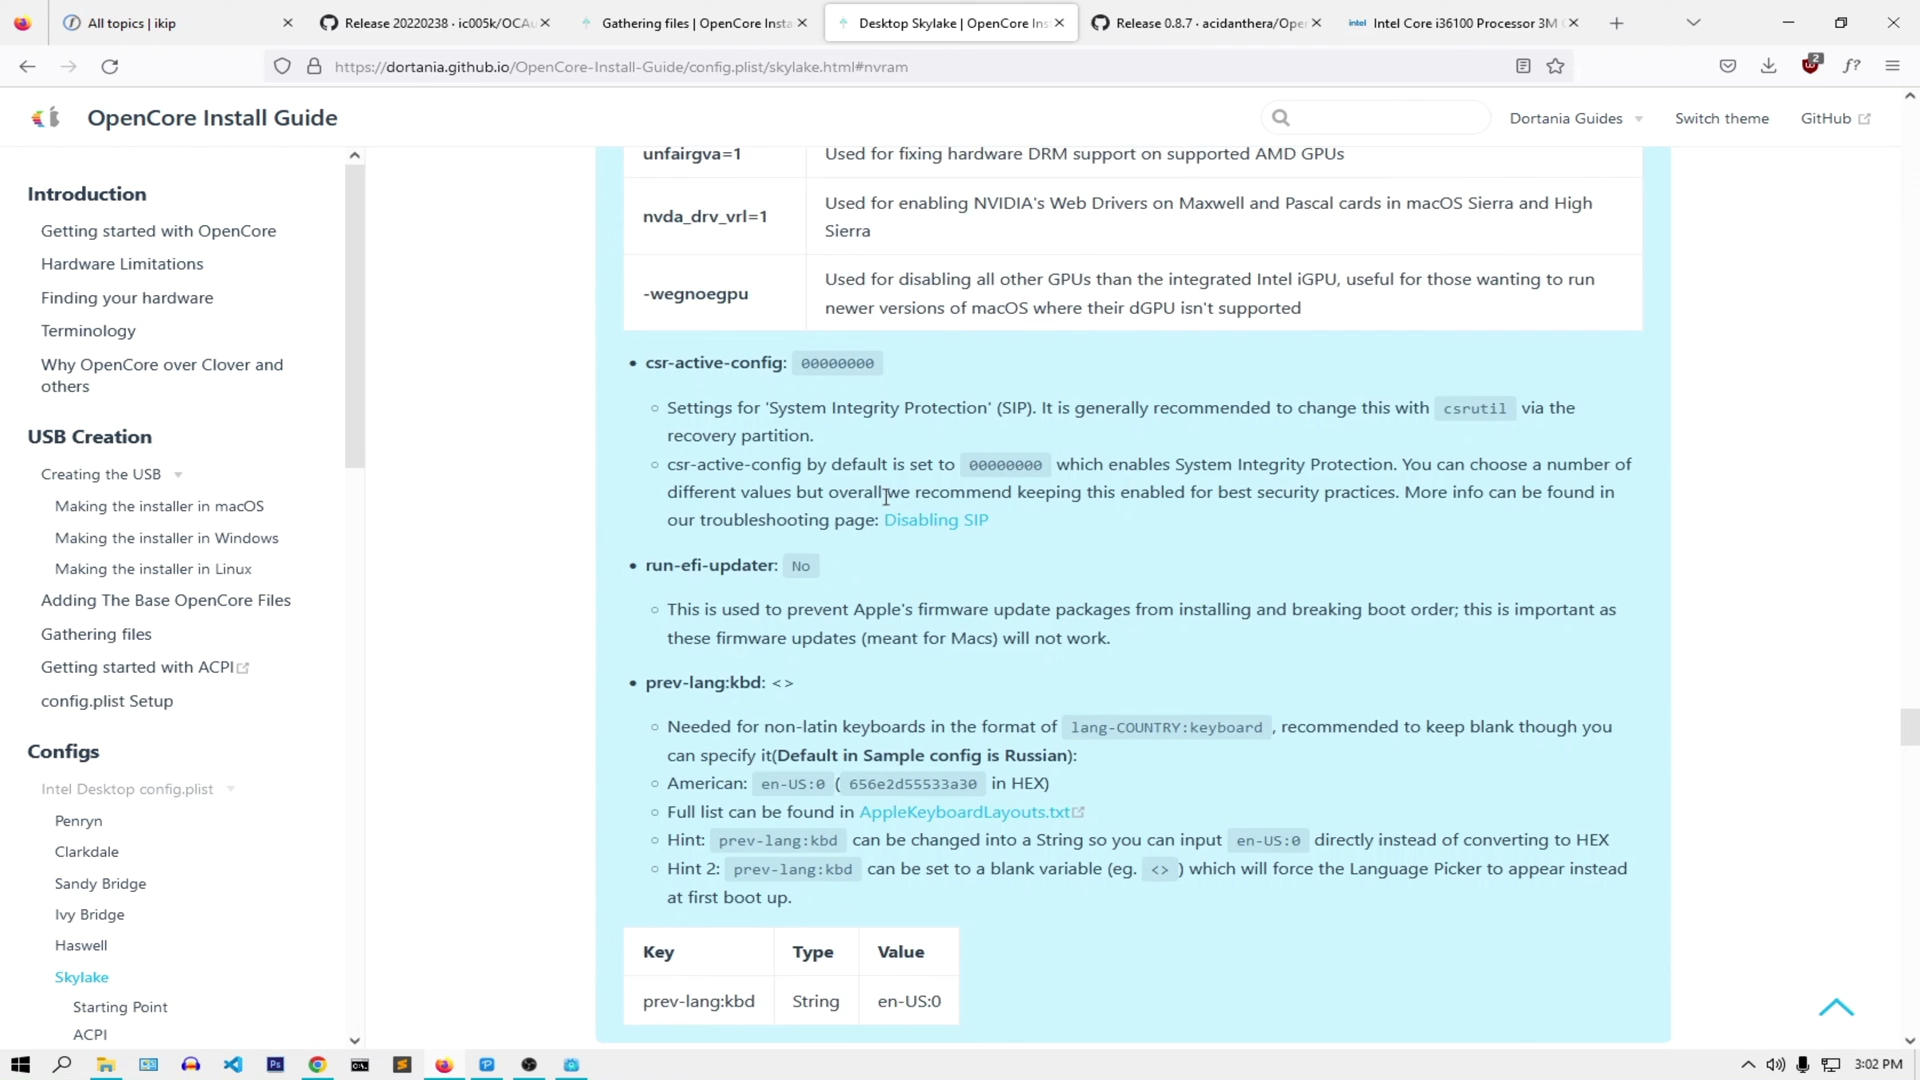 All topics | ikip
Release 20220238 · ic005k/OCAu
Gathering files | OpenCore Insta
Desktop Skylake | OpenCore Ins
Release 0.8.7 · acidanthera/Ope
intel Intel Core i36100 Processor 3M C
https://dortania.github.io/OpenCore-Install-Guide/config.plist/skylake.html#nvram
2
f?
OpenCore Install Guide
Dortania Guides
Switch theme
GitHub
Introduction
Getting started with OpenCore
Hardware Limitations
Finding your hardware
Terminology
Why OpenCore over Clover and
others
USB Creation
Creating the USB
Making the installer in macOS
Making the installer in Windows
Making the installer in Linux
Adding The Base OpenCore Files
Gathering files
Getting started with ACPI
config.plist Setup
Configs
Intel Desktop config.plist
Penryn
Clarkdale
Sandy Bridge
Ivy Bridge
Haswell
Skylake
Starting Point
ACPI
unfairgva=1 Used for fixing hardware DRM support on supported AMD GPUs
nvda_drv_vrl=1 Used for enabling NVIDIA's Web Drivers on Maxwell and Pascal cards in macOS Sierra and High
Sierra
-wegnoegpu Used for disabling all other GPUs than the integrated Intel iGPU, useful for those wanting to run
newer versions of macOS where their dGPU isn't supported
csr-active-config: 00000000
Settings for 'System Integrity Protection' (SIP). It is generally recommended to change this with csrutil via the
recovery partition.
csr-active-config by default is set to 00000000 which enables System Integrity Protection. You can choose a number of
different values but overall we recommend keeping this enabled for best security practices. More info can be found in
our troubleshooting page: Disabling SIP
run-efi-updater: No
This is used to prevent Apple's firmware update packages from installing and breaking boot order; this is important as
these firmware updates (meant for Macs) will not work.
prev-lang:kbd: <>
Needed for non-latin keyboards in the format of lang-COUNTRY:keyboard , recommended to keep blank though you
can specify it(Default in Sample config is Russian):
American: en-US:0 ( 656e2d55533a30 in HEX)
Full list can be found in AppleKeyboardLayouts.txt
Hint: prev-lang:kbd can be changed into a String so you can input en-US:0 directly instead of converting to HEX
Hint 2: prev-lang:kbd can be set to a blank variable (eg. <> ) which will force the Language Picker to appear instead
at first boot up.
Key Type Value
prev-lang:kbd String en-US:0
3:02 PM